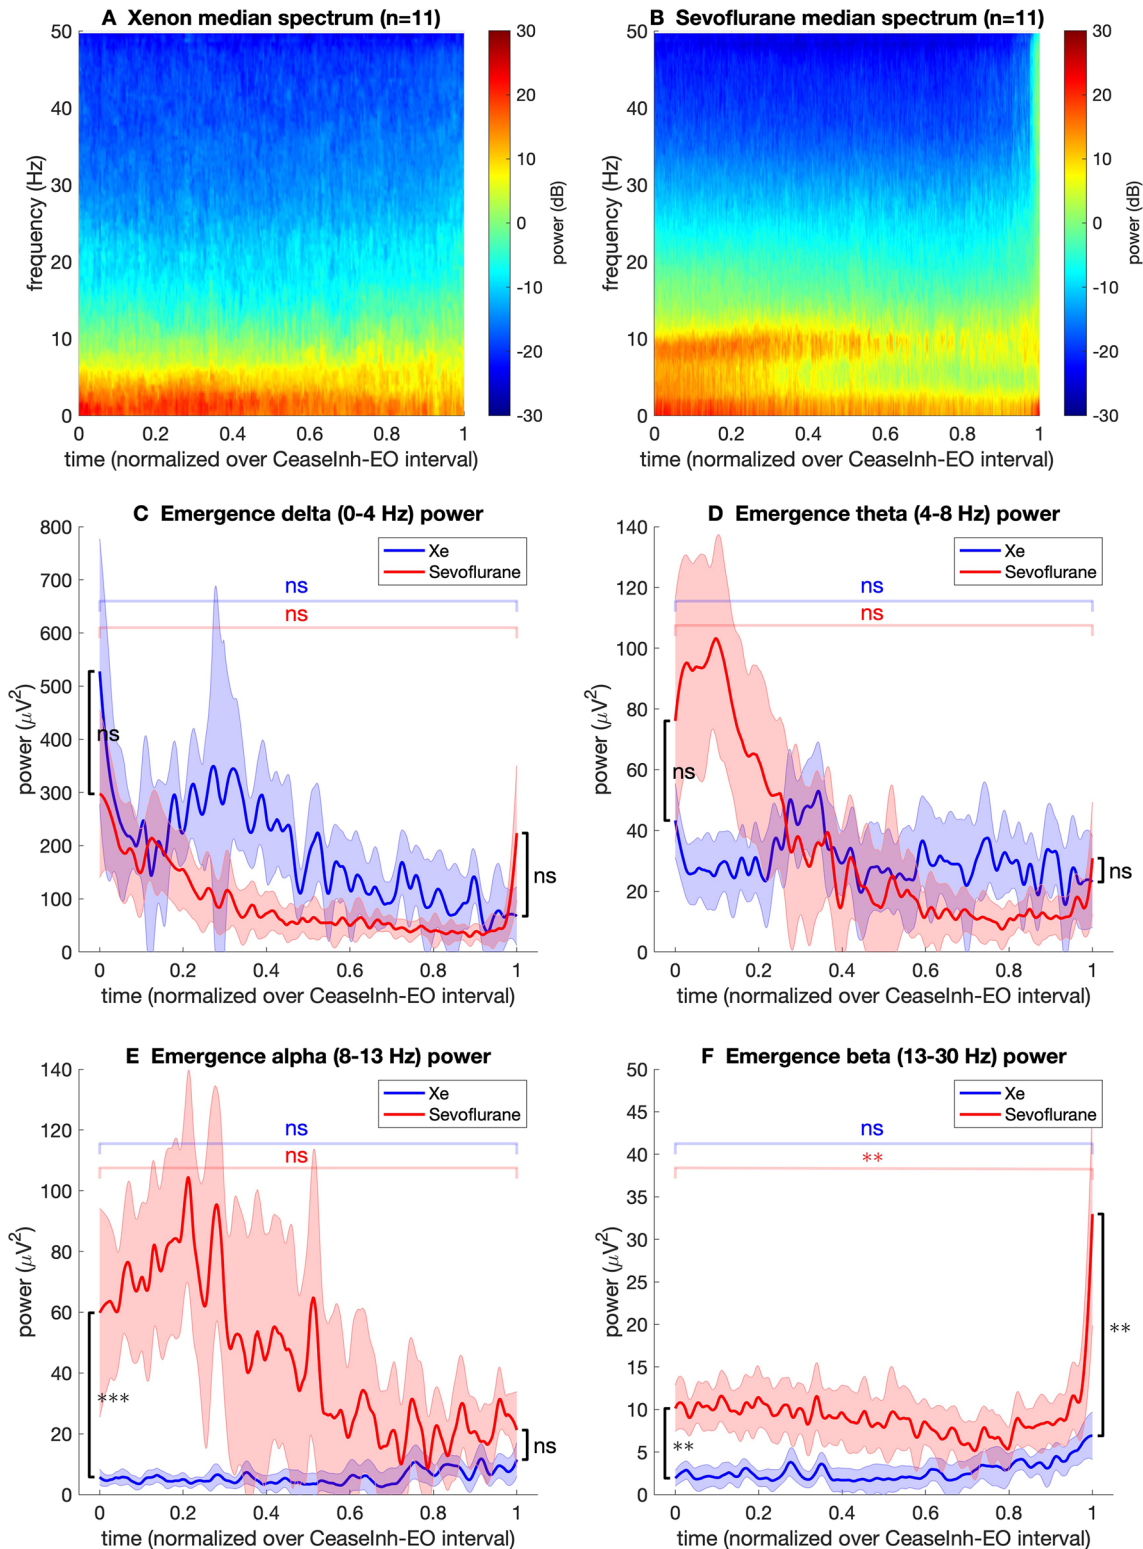 A Xenon median spectrum (n=11)
50
40
30
20
10
0
frequency (Hz)
0 0.2 0.4 0.6 0.8 1
time (normalized over CeaseInh-EO interval)
30
20
10
0
-10
-20
-30
power (dB)
B Sevoflurane median spectrum (n=11)
50
40
30
20
10
0
frequency (Hz)
0 0.2 0.4 0.6 0.8 1
time (normalized over CeaseInh-EO interval)
30
20
10
0
-10
-20
-30
power (dB)
C Emergence delta (0-4 Hz) power
800
700
600
500
400
300
200
100
0
power (μV²)
Xe
Sevoflurane
ns
ns
ns
ns
0 0.2 0.4 0.6 0.8 1
time (normalized over CeaseInh-EO interval)
D Emergence theta (4-8 Hz) power
140
120
100
80
60
40
20
0
power (μV²)
Xe
Sevoflurane
ns
ns
ns
ns
0 0.2 0.4 0.6 0.8 1
time (normalized over CeaseInh-EO interval)
E Emergence alpha (8-13 Hz) power
140
120
100
80
60
40
20
0
power (μV²)
Xe
Sevoflurane
ns
ns
***
ns
0 0.2 0.4 0.6 0.8 1
time (normalized over CeaseInh-EO interval)
F Emergence beta (13-30 Hz) power
50
45
40
35
30
25
20
15
10
5
0
power (μV²)
Xe
Sevoflurane
ns
**
**
**
0 0.2 0.4 0.6 0.8 1
time (normalized over CeaseInh-EO interval)